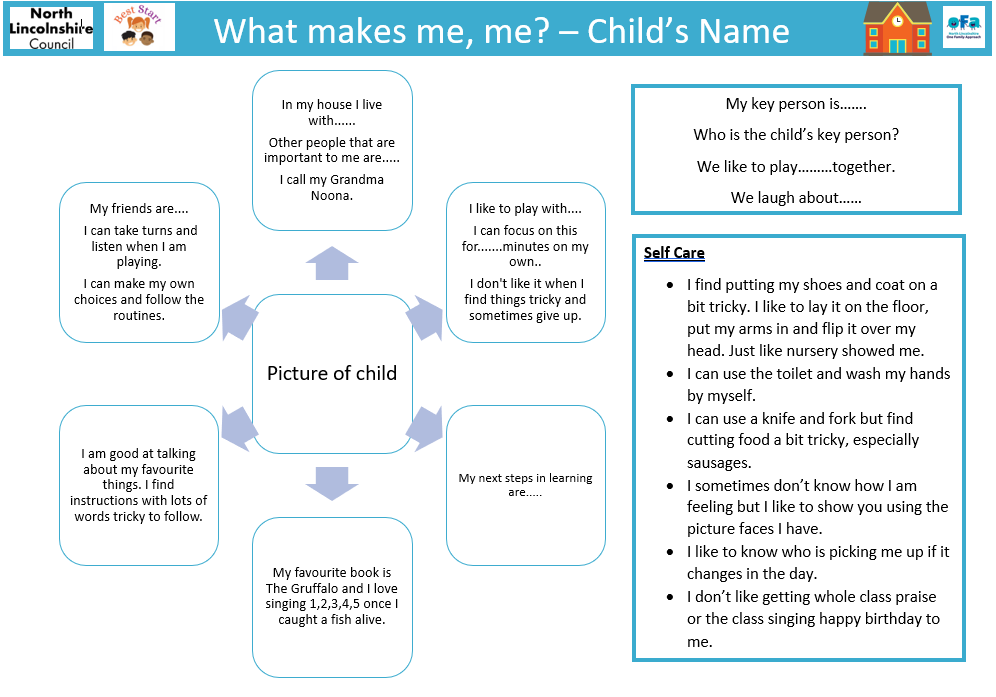 North
Lincolnshire
Council
Best Start
What makes me, me? – Child’s Name
oFa
North Lincolnshire
One Family Approach
In my house I live
with......
Other people that are
important to me are.....
I call my Grandma
Noona.
My friends are....
I can take turns and
listen when I am
playing.
I can make my own
choices and follow the
routines.
I like to play with....
I can focus on this
for.......minutes on my
own..
I don't like it when I
find things tricky and
sometimes give up.
Picture of child
I am good at talking
about my favourite
things. I find
instructions with lots of
words tricky to follow.
My next steps in learning
are.....
My favourite book is
The Gruffalo and I love
singing 1,2,3,4,5 once I
caught a fish alive.
My key person is.......
Who is the child’s key person?
We like to play.........together.
We laugh about......
Self Care
• I find putting my shoes and coat on a
bit tricky. I like to lay it on the floor,
put my arms in and flip it over my
head. Just like nursery showed me.
• I can use the toilet and wash my hands
by myself.
• I can use a knife and fork but find
cutting food a bit tricky, especially
sausages.
• I sometimes don’t know how I am
feeling but I like to show you using the
picture faces I have.
• I like to know who is picking me up if it
changes in the day.
• I don’t like getting whole class praise
or the class singing happy birthday to
me.